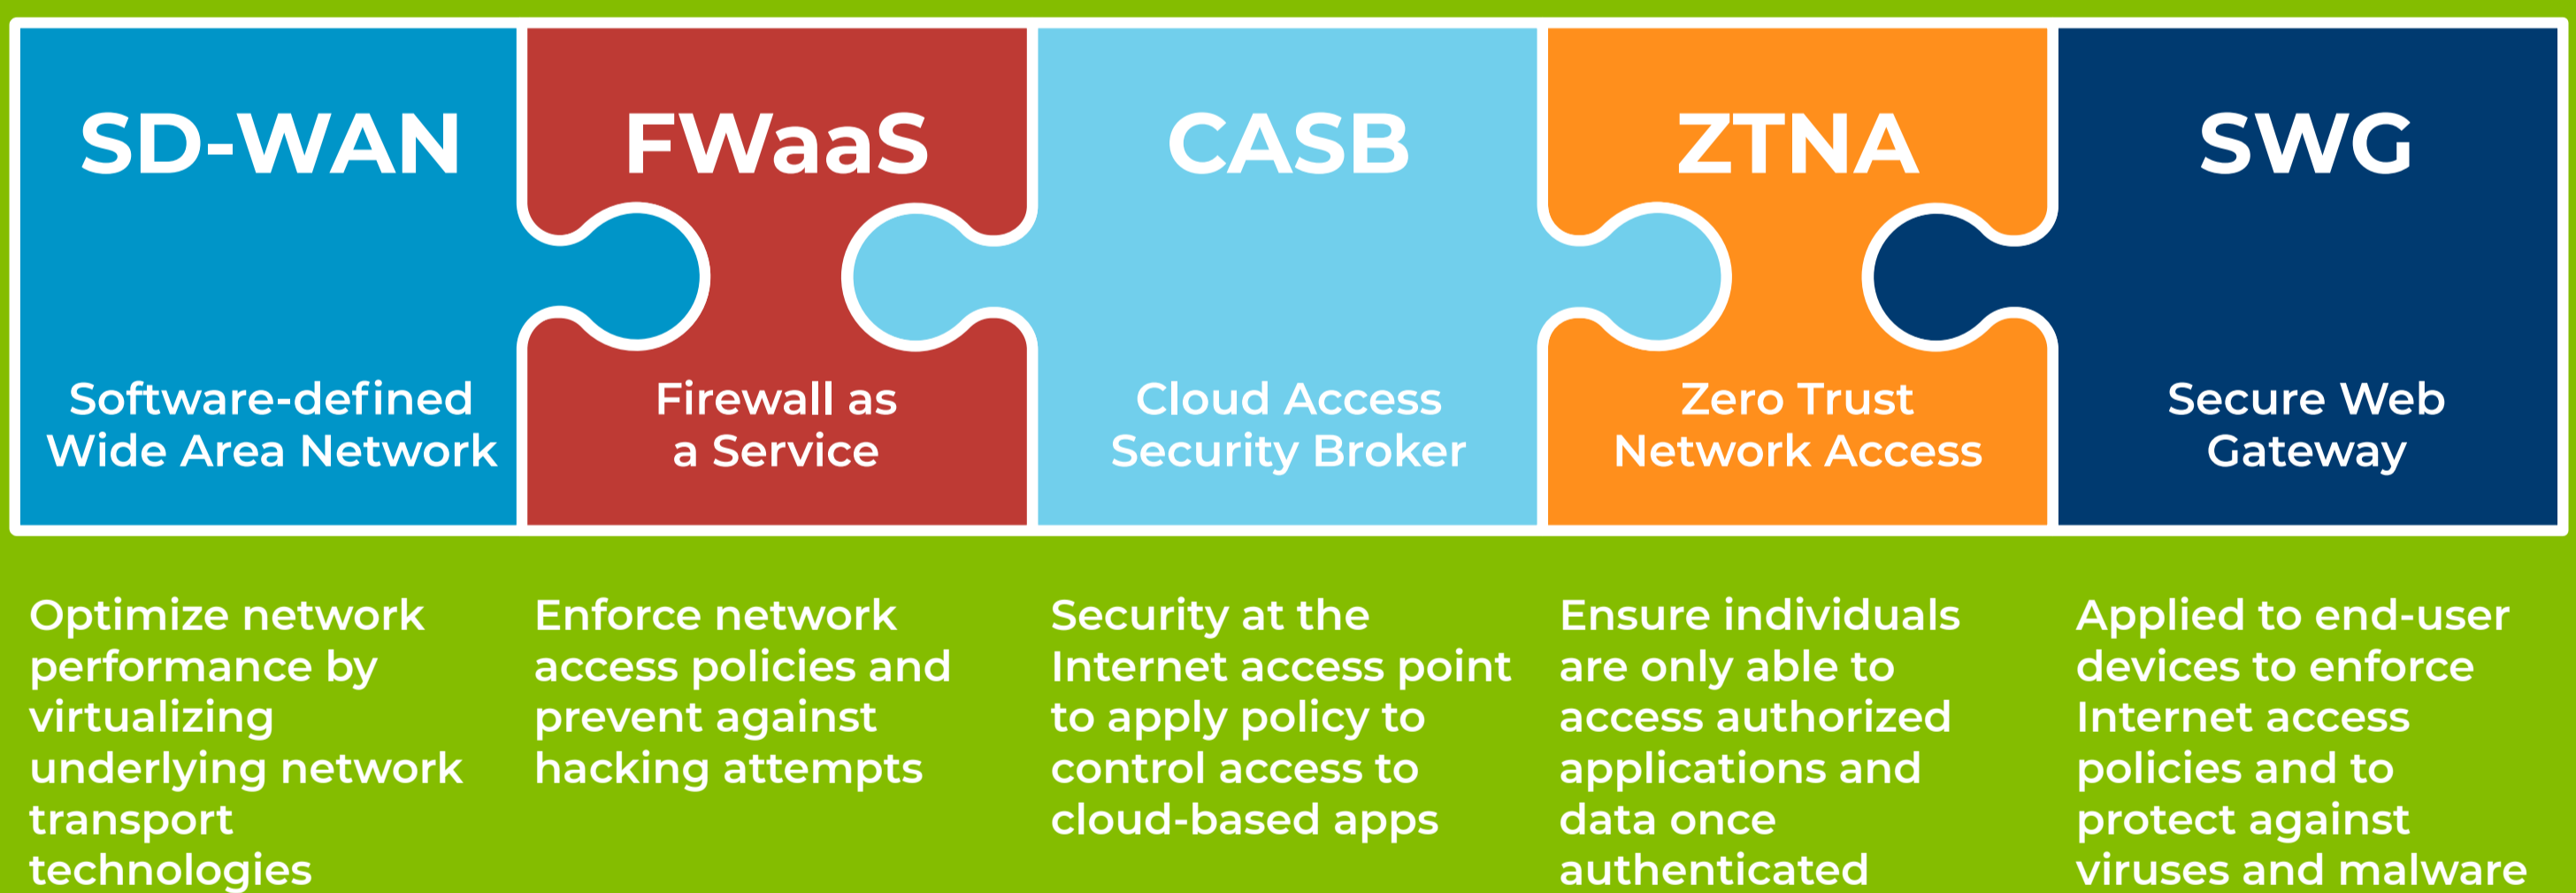 SD-WAN
Software-defined
Wide Area Network
Optimize network
performance by
virtualizing
underlying network
transport
technologies
FWaaS
Firewall as
a Service
Enforce network
access policies and
prevent against
hacking attempts
CASB
Cloud Access
Security Broker
Security at the
Internet access point
to apply policy to
control access to
cloud-based apps
ZTNA
Zero Trust
Network Access
Ensure individuals
are only able to
access authorized
applications and
data once
authenticated
SWG
Secure Web
Gateway
Applied to end-user
devices to enforce
Internet access
policies and to
protect against
viruses and malware